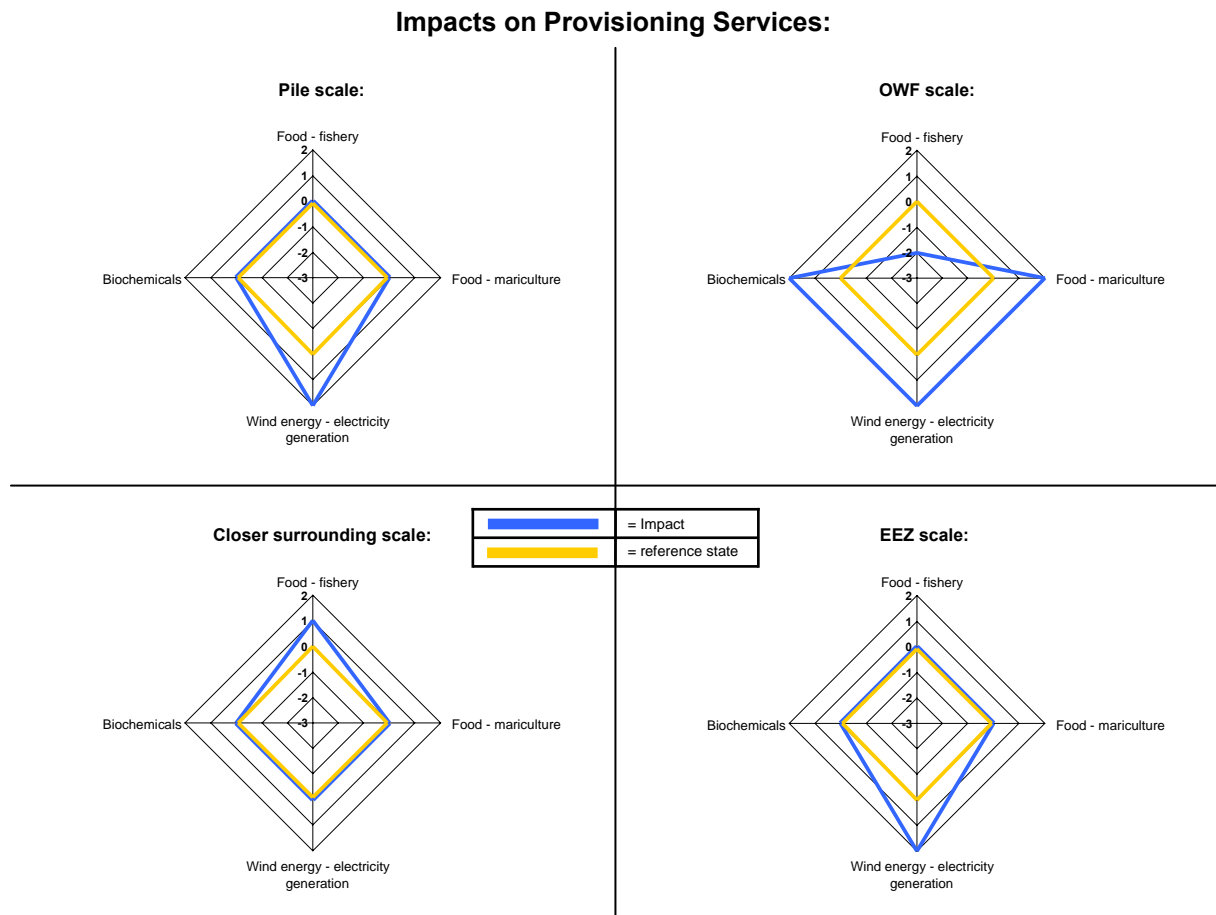 Impacts on Provisioning Services:
Pile scale:
Food - fishery
2
1
0
-1
-2
-3
Biochemicals
Food - mariculture
Wind energy - electricity
generation
OWF scale:
Food - fishery
2
1
0
-1
-2
-3
Biochemicals
Food - mariculture
Wind energy - electricity
generation
= Impact
= reference state
Closer surrounding scale:
Food - fishery
2
1
0
-1
-2
-3
Biochemicals
Food - mariculture
Wind energy - electricity
generation
EEZ scale:
Food - fishery
2
1
0
-1
-2
-3
Biochemicals
Food - mariculture
Wind energy - electricity
generation